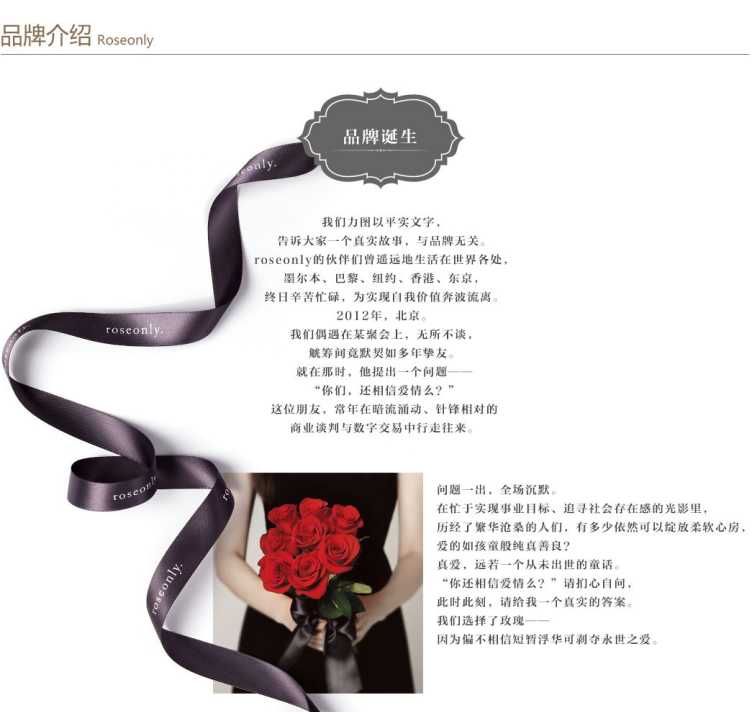 品牌介绍 Roseonly
品牌诞生
roseonly.
我们力图以平实文字，
告诉大家一个真实故事，与品牌无关。
roseonly的伙伴们曾遥远地生活在世界各处，
墨尔本、巴黎、纽约、香港、东京，
终日辛苦忙碌，为实现自我价值奔波流离。
2012年，北京。
我们偶遇在某聚会上，无所不谈，
觥筹间竟默契如多年挚友。
就在那时，他提出一个问题——
“你们，还相信爱情么？”
这位朋友，常年在暗流涌动、针锋相对的
商业谈判与数字交易中行走往来。
roseonly.
roseonly
roseonly.
问题一出，全场沉默。
在忙于实现事业目标、追寻社会存在感的光影里，
历经了繁华沧桑的人们，有多少依然可以绽放柔软心房，
爱的如孩童般纯真善良？
真爱，远若一个从未出世的童话。
“你还相信爱情么？”请扪心自问，
此时此刻，请给我一个真实的答案。
我们选择了玫瑰——
因为偏不相信短暂浮华可剥夺永世之爱。